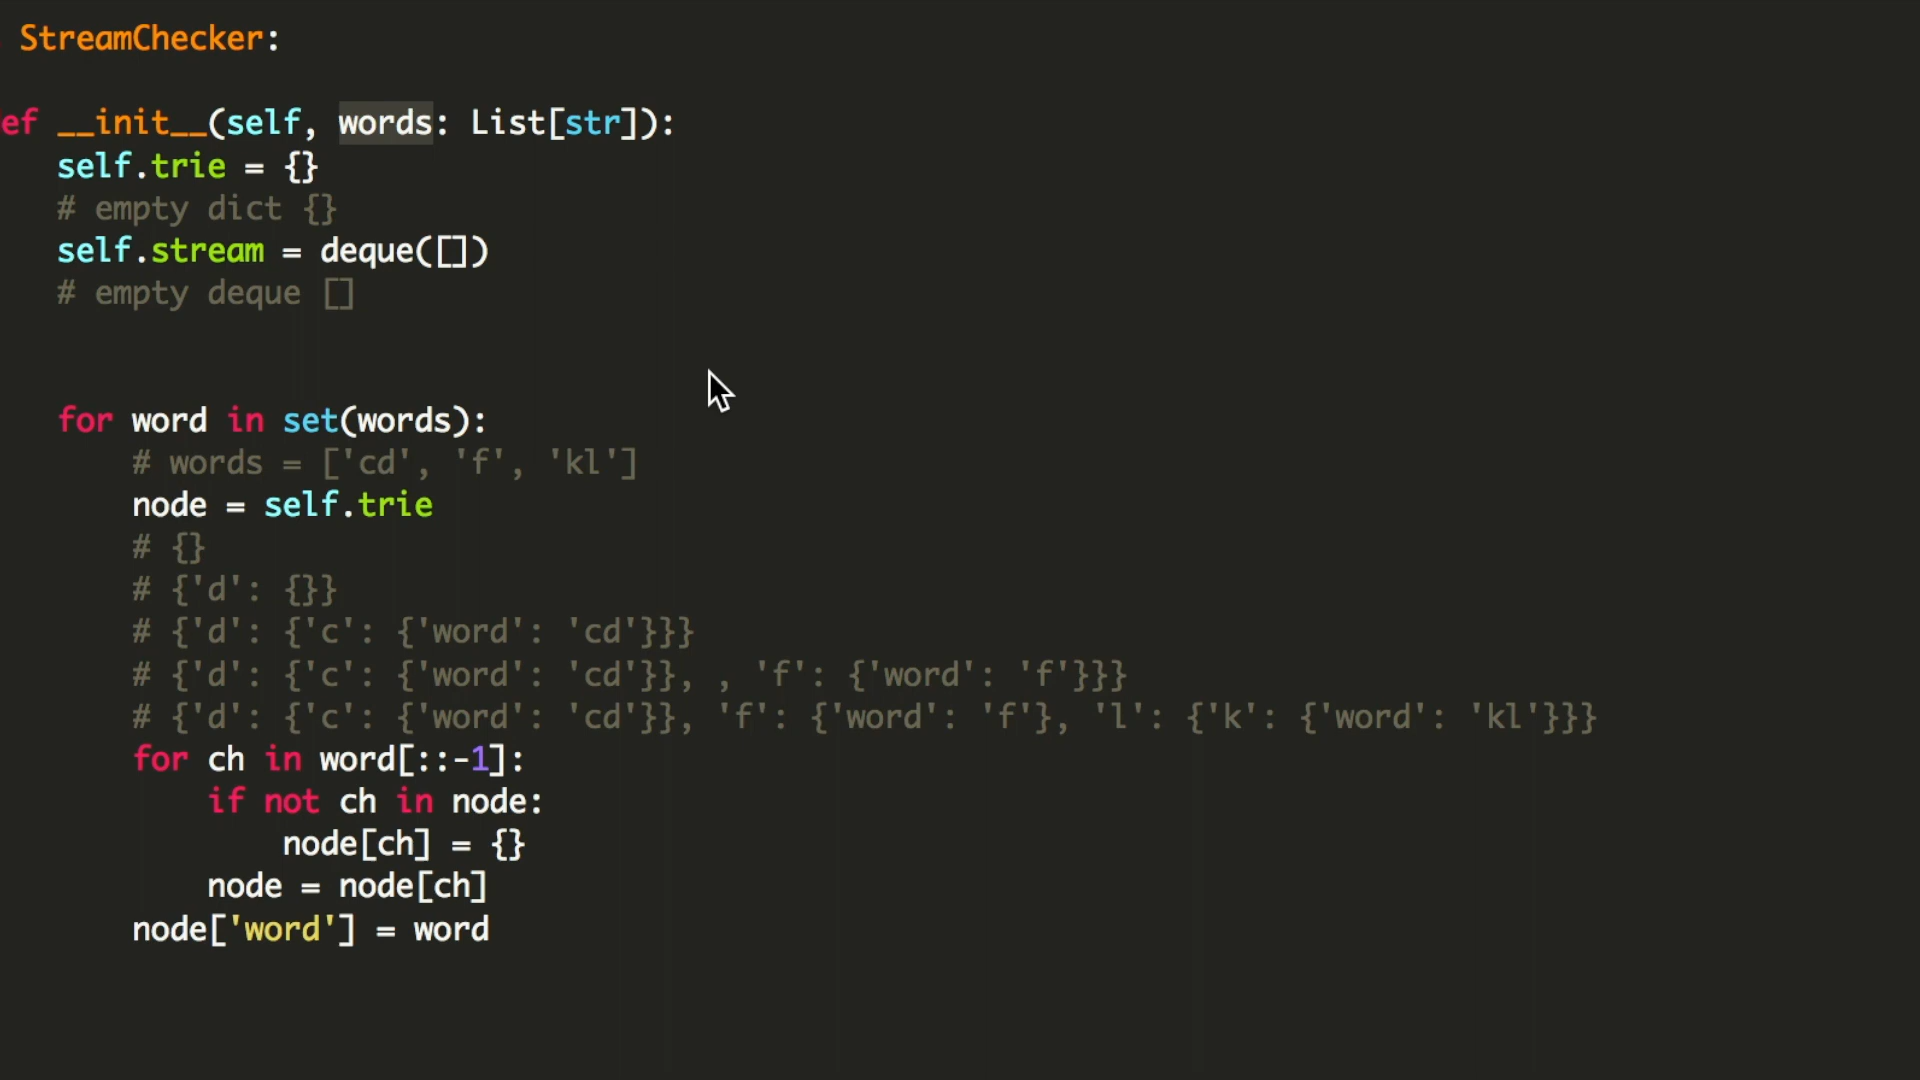 StreamChecker:
ef __init__(self, words: List[str]):
self.trie = {}
# empty dict {}
self.stream = deque([])
# empty deque []
for word in set(words):
# words = ['cd', 'f', 'kl']
node = self.trie
# {}
# {'d': {}}
# {'d': {'c': {'word': 'cd'}}}
# {'d': {'c': {'word': 'cd'}}, , 'f': {'word': 'f'}}}
# {'d': {'c': {'word': 'cd'}}, 'f': {'word': 'f'}, 'l': {'k': {'word': 'kl'}}}
for ch in word[::-1]:
if not ch in node:
node[ch] = {}
node = node[ch]
node['word'] = word